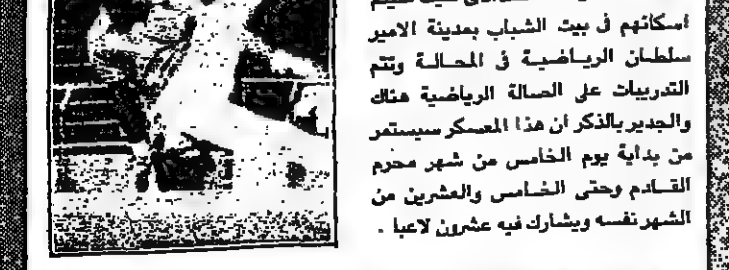 اسكانهم في بيت الشباب بمدينة الامير
سلطان الرياضية في المحالة وتتم
التدريبات على الصالة الرياضية هناك
والجدير بالذكر ان هذا المعسكر سيستمر
من بداية يوم الخامس من شهر محرم
القادم وحتى الخامس والعشرين من
الشهر نفسه ويشارك فيه عشرون لاعبا .